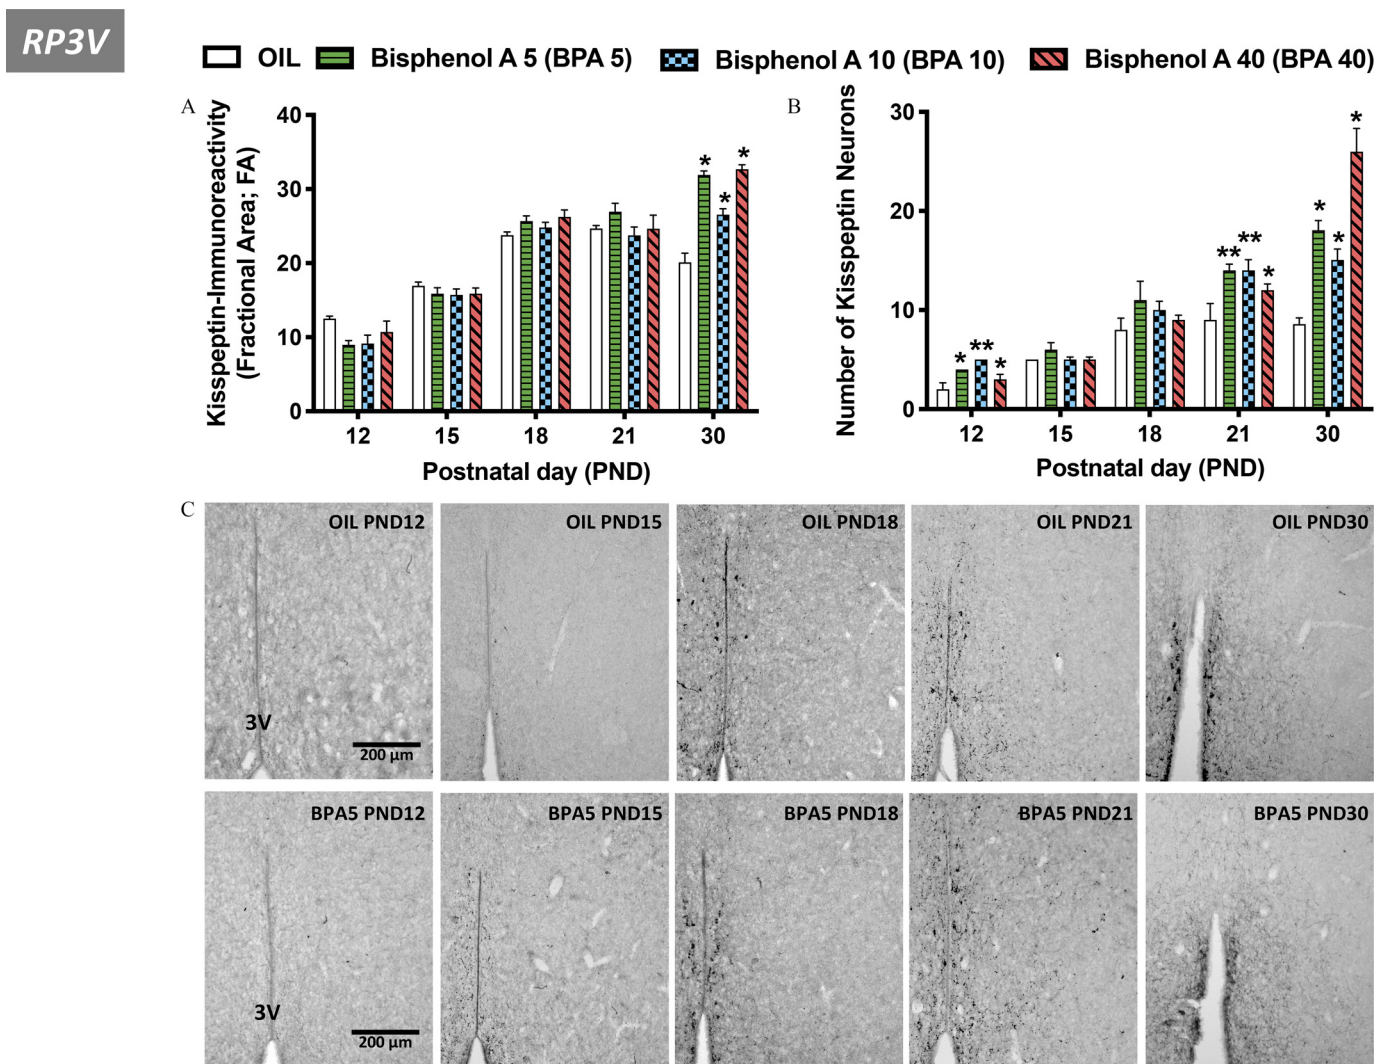 RP3V
OIL
Bisphenol A 5 (BPA 5)
Bisphenol A 10 (BPA 10)
Bisphenol A 40 (BPA 40)
A
Kisspeptin-Immunoreactivity
(Fractional Area; FA)
40
30
20
10
0
* * *
12 15 18 21 30
Postnatal day (PND)
B
Number of Kisspeptin Neurons
30
20
10
0
* ** *
** ** *
* * *
12 15 18 21 30
Postnatal day (PND)
C
OIL PND12
3V
200 µm
OIL PND15
OIL PND18
OIL PND21
OIL PND30
BPA5 PND12
3V
200 µm
BPA5 PND15
BPA5 PND18
BPA5 PND21
BPA5 PND30